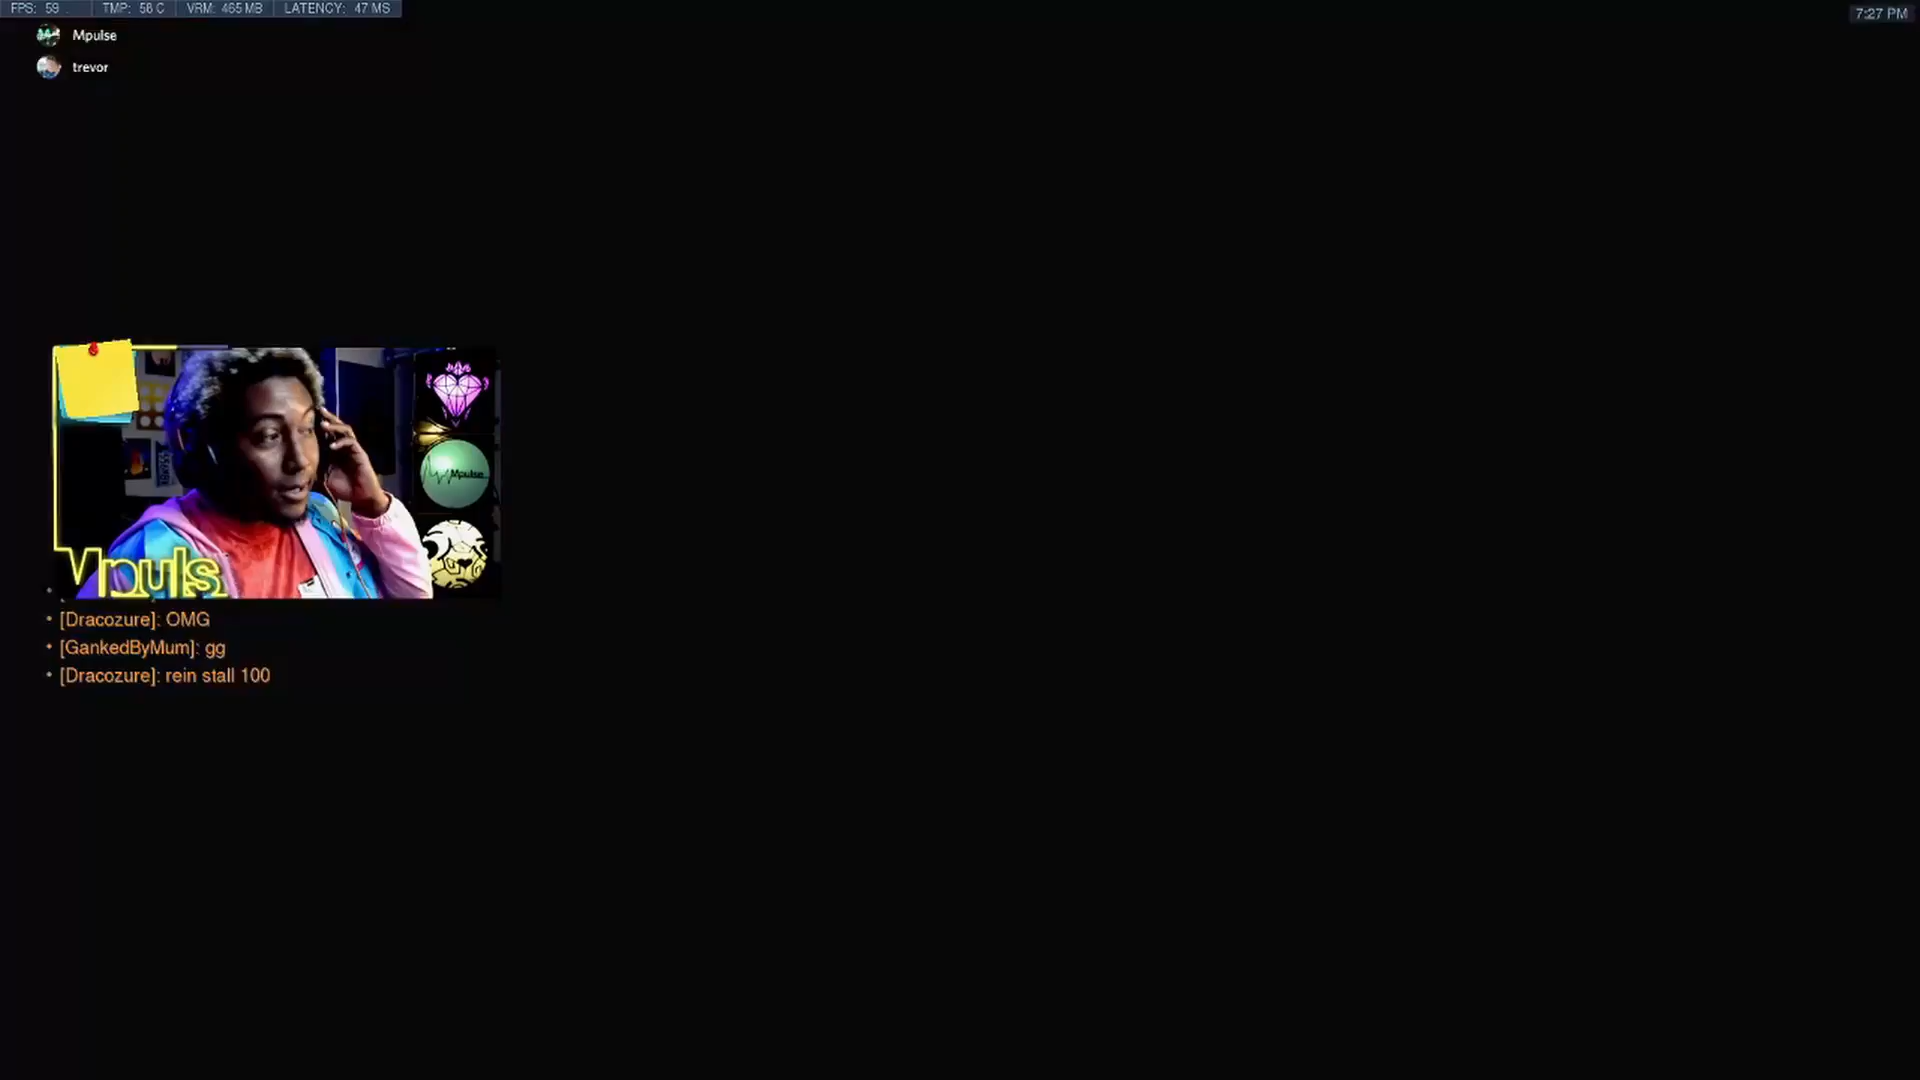 FPS: 59 TMP: 58 C VRM: 465 MB LATENCY: 47 MS
7:27 PM
Mpulse
trevor
Mpulse
Mpuls
[Dracozure]: OMG
[GankedByMum]: gg
[Dracozure]: rein stall 100